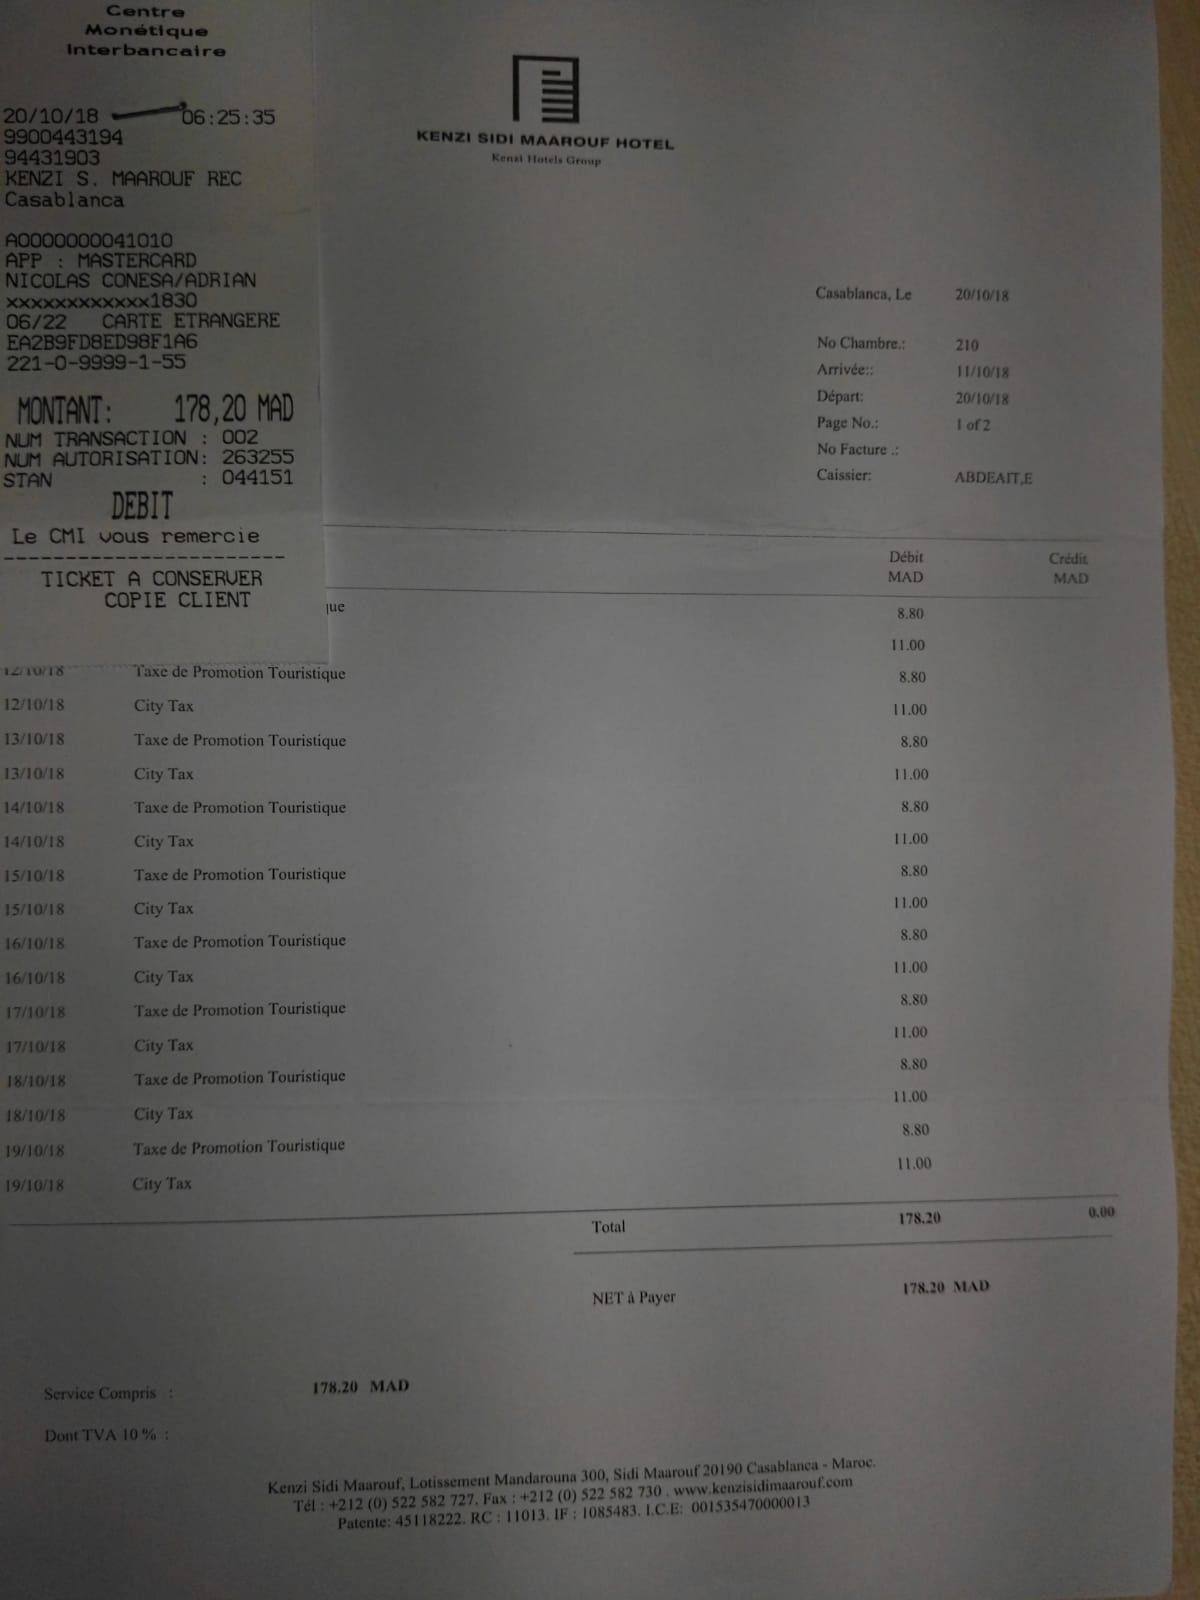 Centre
Monétique
Interbancaire
20/10/18 06:25:35
9900443194
94431903
KENZI S. MAAROUF REC
Casablanca
A0000000041010
APP : MASTERCARD
NICOLAS CONESA/ADRIAN
xxxxxxxxxxxx1830
06/22 CARTE ETRANGERE
EA2B9FD8ED98F1A6
221-0-9999-1-55
MONTANT: 178,20 MAD
NUM TRANSACTION : 002
NUM AUTORISATION: 263255
STAN : 044151
DEBIT
Le CMI vous remercie
------------------------
TICKET A CONSERVER
COPIE CLIENT
KENZI SIDI MAAROUF HOTEL
Kenzi Hotels Group
Casablanca, Le 20/10/18
No Chambre.: 210
Arrivée:: 11/10/18
Départ: 20/10/18
Page No.: 1 of 2
No Facture .:
Caissier: ABDEAIT,E
Débit Crédit
MAD MAD
que 8.80
11.00
12/10/18 Taxe de Promotion Touristique 8.80
12/10/18 City Tax 11.00
13/10/18 Taxe de Promotion Touristique 8.80
13/10/18 City Tax 11.00
14/10/18 Taxe de Promotion Touristique 8.80
14/10/18 City Tax 11.00
15/10/18 Taxe de Promotion Touristique 8.80
15/10/18 City Tax 11.00
16/10/18 Taxe de Promotion Touristique 8.80
16/10/18 City Tax 11.00
17/10/18 Taxe de Promotion Touristique 8.80
17/10/18 City Tax 11.00
18/10/18 Taxe de Promotion Touristique 8.80
18/10/18 City Tax 11.00
19/10/18 Taxe de Promotion Touristique 8.80
19/10/18 City Tax 11.00
Total 178.20 0.00
NET à Payer 178.20 MAD
Service Compris : 178.20 MAD
Dont TVA 10 % :
Kenzi Sidi Maarouf, Lotissement Mandarouna 300, Sidi Maarouf 20190 Casablanca - Maroc.
Tél : +212 (0) 522 582 727. Fax : +212 (0) 522 582 730 . www.kenzisidimaarouf.com
Patente: 45118222. RC : 11013. IF : 1085483. I.C.E: 001535470000013